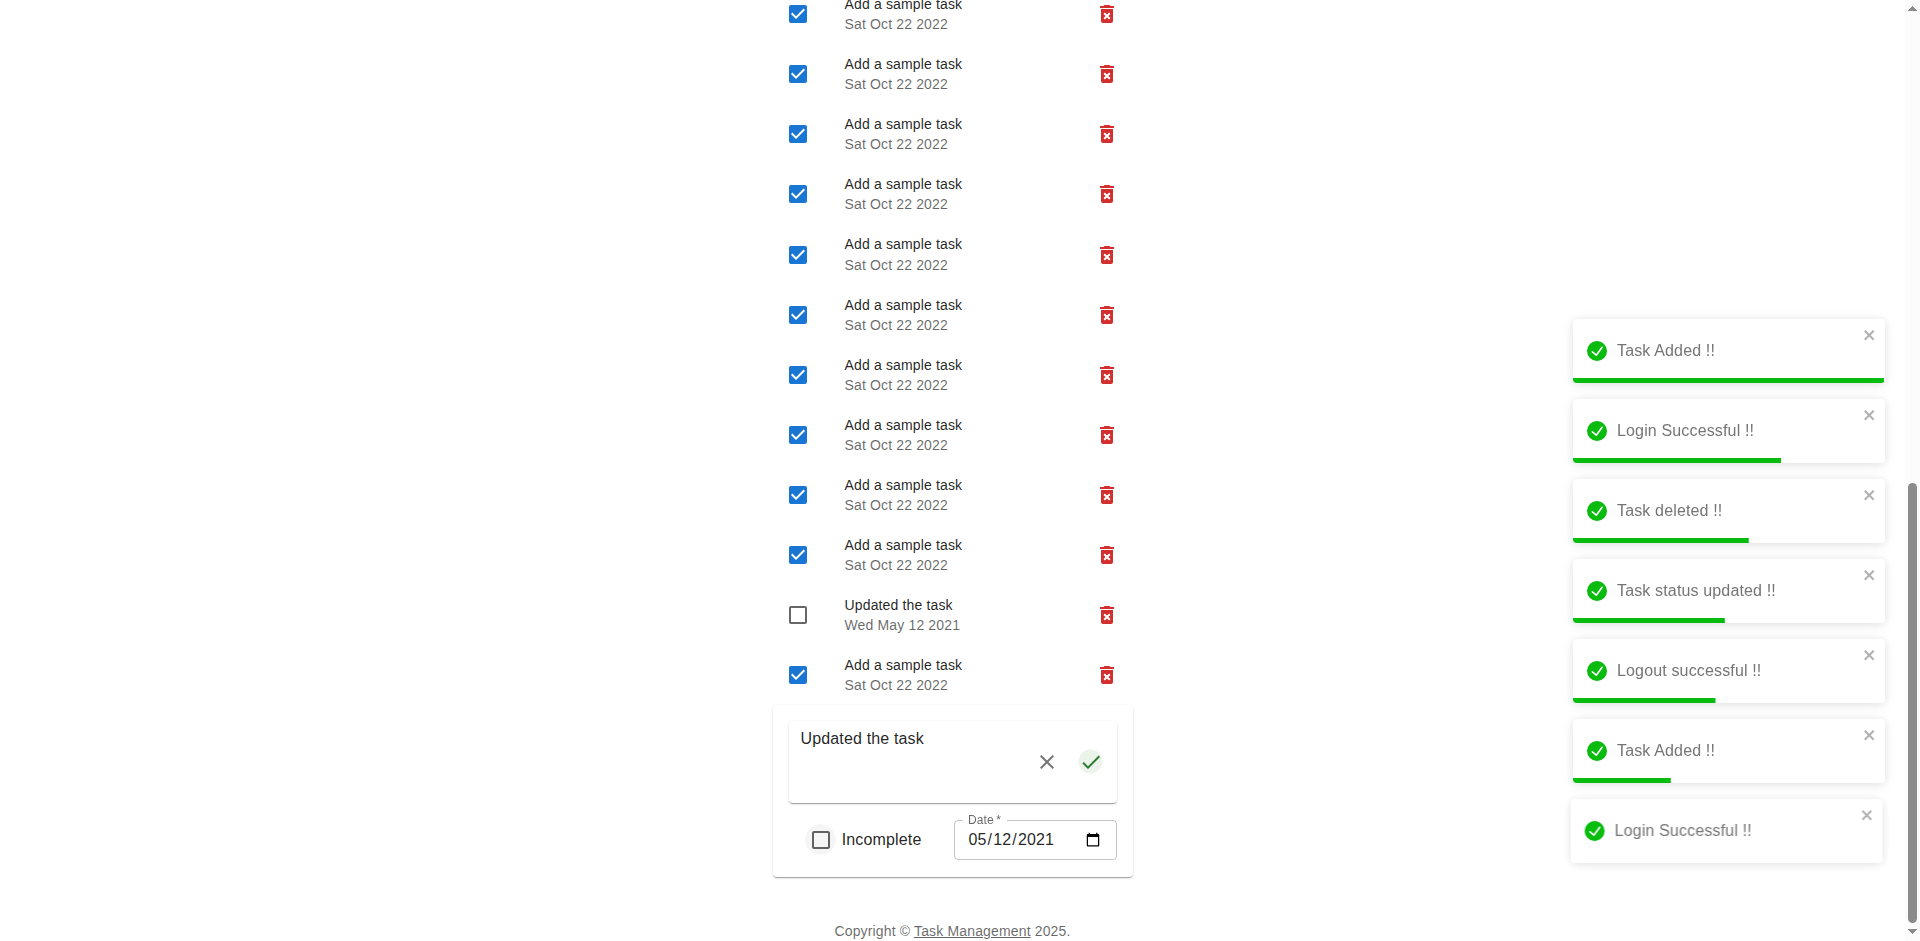 Add a sample task
Sat Oct 22 2022
Add a sample task
Sat Oct 22 2022
Add a sample task
Sat Oct 22 2022
Add a sample task
Sat Oct 22 2022
Add a sample task
Sat Oct 22 2022
Add a sample task
Sat Oct 22 2022
Add a sample task
Sat Oct 22 2022
Add a sample task
Sat Oct 22 2022
Add a sample task
Sat Oct 22 2022
Add a sample task
Sat Oct 22 2022
Updated the task
Wed May 12 2021
Add a sample task
Sat Oct 22 2022
Updated the task
Incomplete
Date *
05/12/2021
Copyright © Task Management 2025.
Task Added !!
Login Successful !!
Task deleted !!
Task status updated !!
Logout successful !!
Task Added !!
Login Successful !!